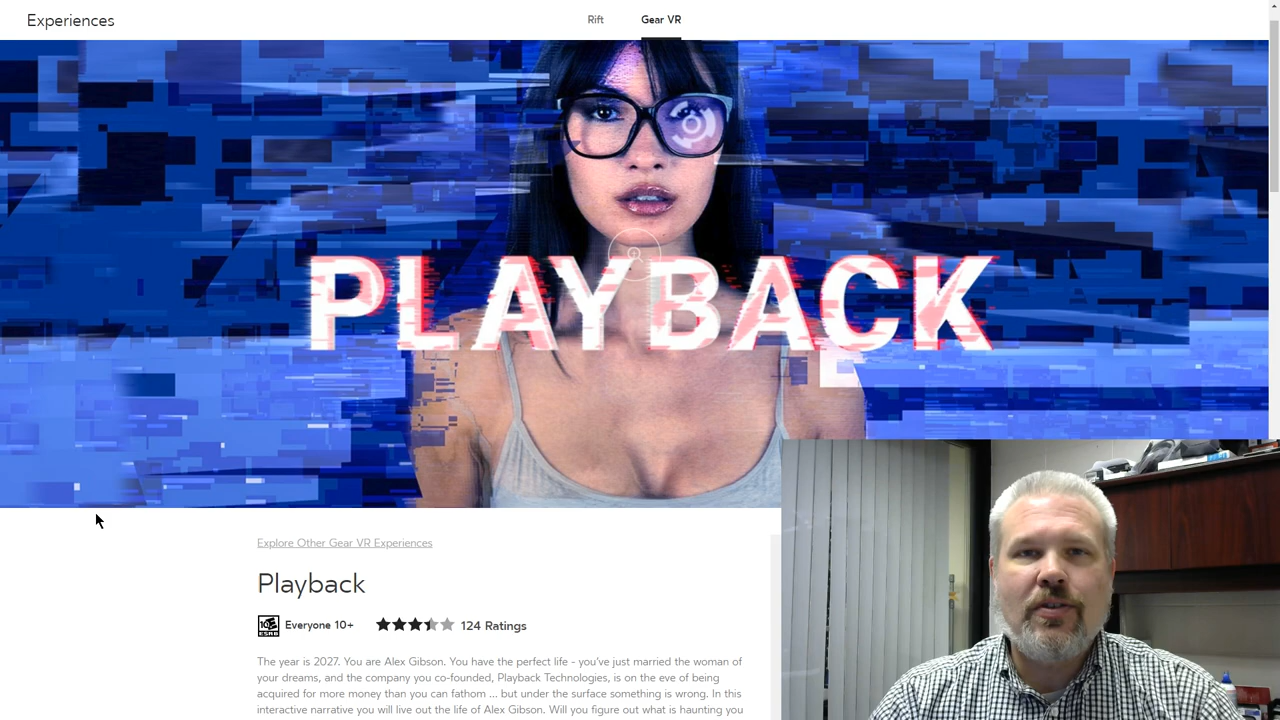 Experiences
Rift
Gear VR
PLAYBACK
Explore Other Gear VR Experiences
Playback
Everyone 10+
124 Ratings
The year is 2027. You are Alex Gibson. You have the perfect life - you've just married the woman of
your dreams, and the company you co-founded, Playback Technologies, is on the eve of being
acquired for more money than you can fathom ... but under the surface something is wrong. In this
interactive narrative you will live out the life of Alex Gibson. Will you figure out what is haunting you